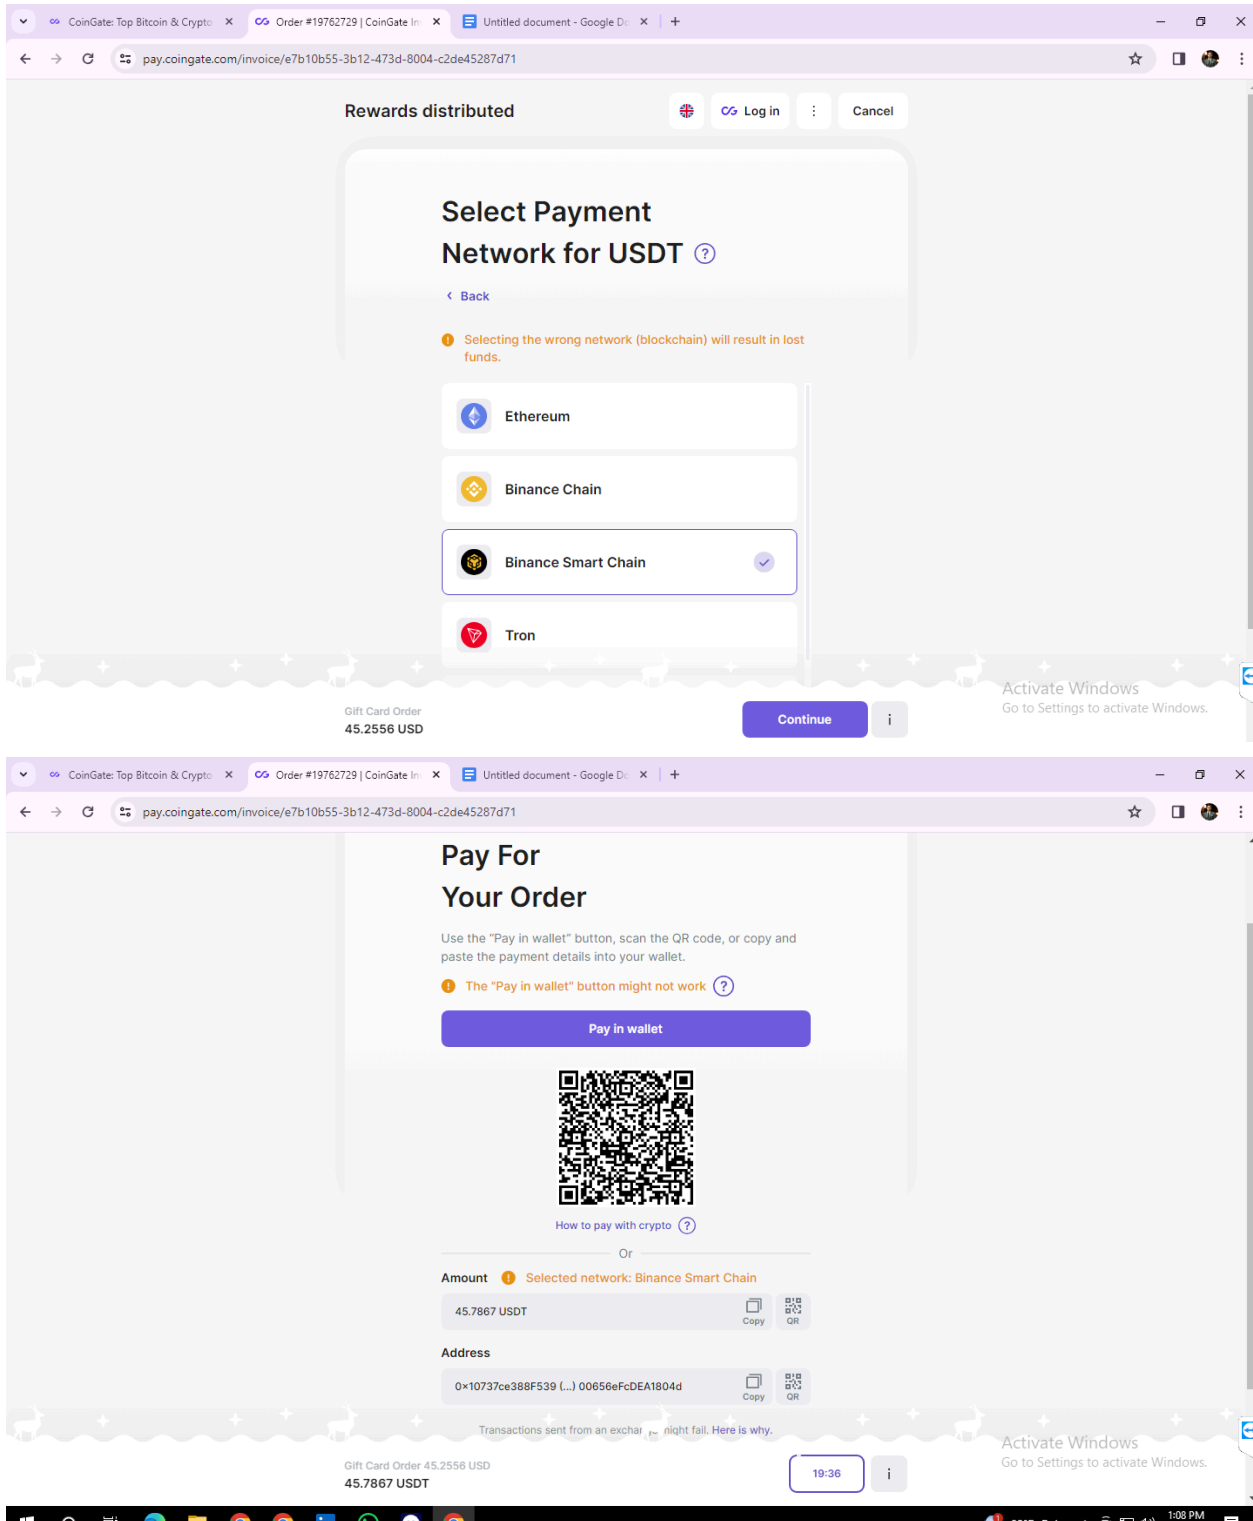 CoinGate: Top Bitcoin & Crypto
Order #19762729 | CoinGate In
Untitled document - Google Do
pay.coingate.com/invoice/e7b10b55-3b12-473d-8004-c2de45287d71
Rewards distributed
Log in
Cancel
Select Payment
Network for USDT ?
Back
Selecting the wrong network (blockchain) will result in lost
funds.
Ethereum
Binance Chain
Binance Smart Chain
Tron
Activate Windows
Go to Settings to activate Windows.
Gift Card Order
45.2556 USD
Continue
i
CoinGate: Top Bitcoin & Crypto
Order #19762729 | CoinGate In
Untitled document - Google Do
pay.coingate.com/invoice/e7b10b55-3b12-473d-8004-c2de45287d71
Pay For
Your Order
Use the "Pay in wallet" button, scan the QR code, or copy and
paste the payment details into your wallet.
The "Pay in wallet" button might not work ?
Pay in wallet
How to pay with crypto ?
Or
Amount ! Selected network: Binance Smart Chain
45.7867 USDT
Copy
QR
Address
0×10737ce388F539 (...) 00656eFcDEA1804d
Copy
QR
Transactions sent from an might fail. Here is why.
Activate Windows
Go to Settings to activate Windows.
Gift Card Order 45.2556 USD
45.7867 USDT
19:36
i
1:08 PM